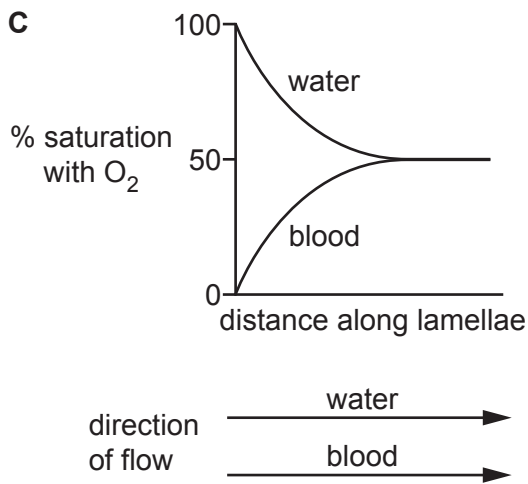 C
100
water
% saturation
with O2
50
blood
0
distance along lamellae
water
direction
of flow
blood